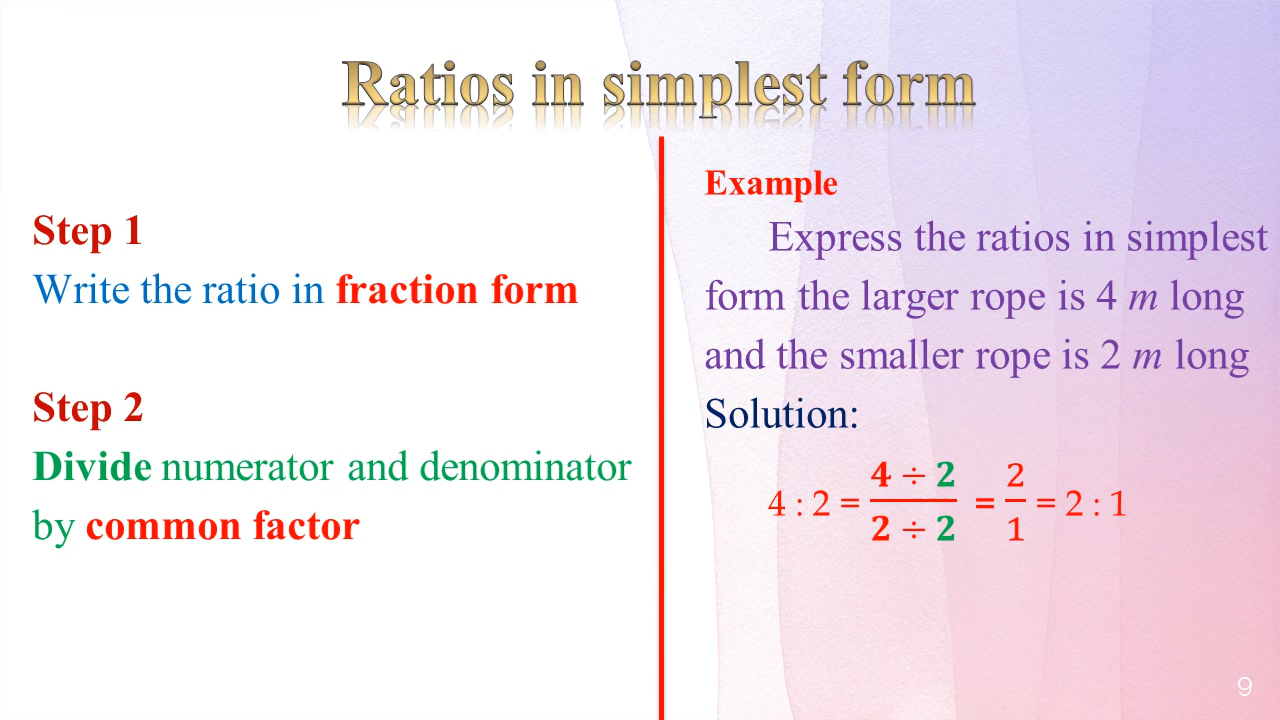 Ratios in simplest form
Step 1
Write the ratio in fraction form
Step 2
Divide numerator and denominator
by common factor
Example
Express the ratios in simplest
form the larger rope is 4 m long
and the smaller rope is 2 m long
Solution:
4 : 2 = \frac{4 ÷ 2}{2 ÷ 2} = \frac{2}{1} = 2 : 1
9